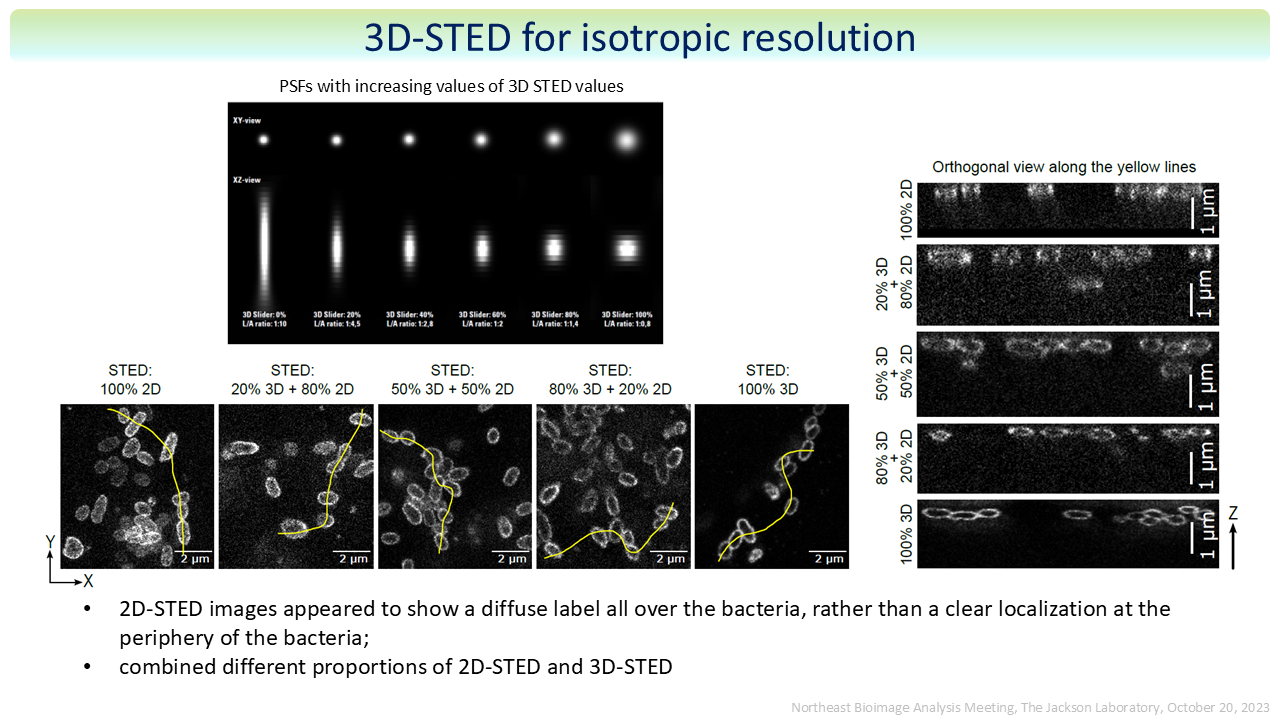 3D-STED for isotropic resolution
PSFs with increasing values of 3D STED values
XY-view
XZ-view
3D Slider: 0%
L/A ratio: 1:10
3D Slider: 20%
L/A ratio: 1:4,5
3D Slider: 40%
L/A ratio: 1:2,8
3D Slider: 60%
L/A ratio: 1:2
3D Slider: 80%
L/A ratio: 1:1,4
3D Slider: 100%
L/A ratio: 1:0,8
STED:
100% 2D
STED:
20% 3D + 80% 2D
STED:
50% 3D + 50% 2D
STED:
80% 3D + 20% 2D
STED:
100% 3D
2 µm
2 µm
2 µm
2 µm
2 µm
Y
X
Orthogonal view along the yellow lines
100% 2D
1 µm
20% 3D
+
80% 2D
1 µm
50% 3D
+
50% 2D
1 µm
80% 3D
+
20% 2D
1 µm
100% 3D
1 µm
Z
• 2D-STED images appeared to show a diffuse label all over the bacteria, rather than a clear localization at the
periphery of the bacteria;
• combined different proportions of 2D-STED and 3D-STED
Northeast Bioimage Analysis Meeting, The Jackson Laboratory, October 20, 2023